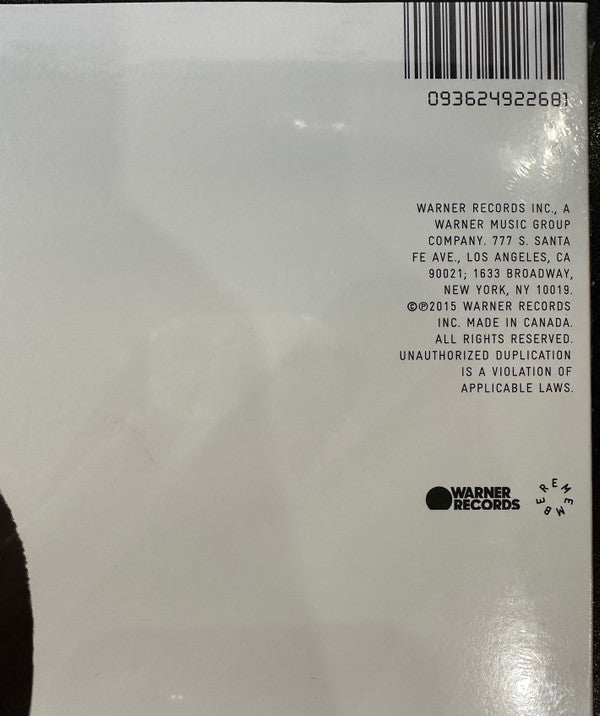 093624922681
WARNER RECORDS INC., A
WARNER MUSIC GROUP
COMPANY. 777 S. SANTA
FE AVE., LOS ANGELES, CA
90021; 1633 BROADWAY,
NEW YORK, NY 10019.
©℗2015 WARNER RECORDS
INC. MADE IN CANADA.
ALL RIGHTS RESERVED.
UNAUTHORIZED DUPLICATION
IS A VIOLATION OF
APPLICABLE LAWS.
WARNER
RECORDS
REMEMBER